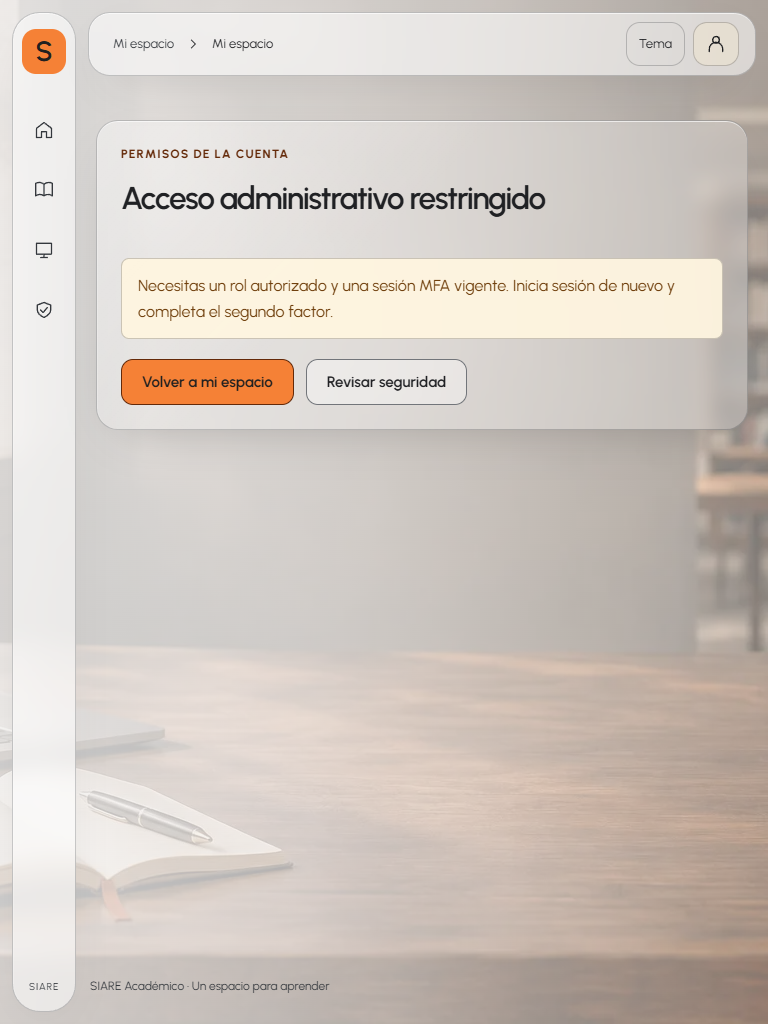 S
Mi espacio > Mi espacio
Tema
PERMISOS DE LA CUENTA
Acceso administrativo restringido
Necesitas un rol autorizado y una sesión MFA vigente. Inicia sesión de nuevo y
completa el segundo factor.
Volver a mi espacio
Revisar seguridad
SIARE
SIARE Académico · Un espacio para aprender